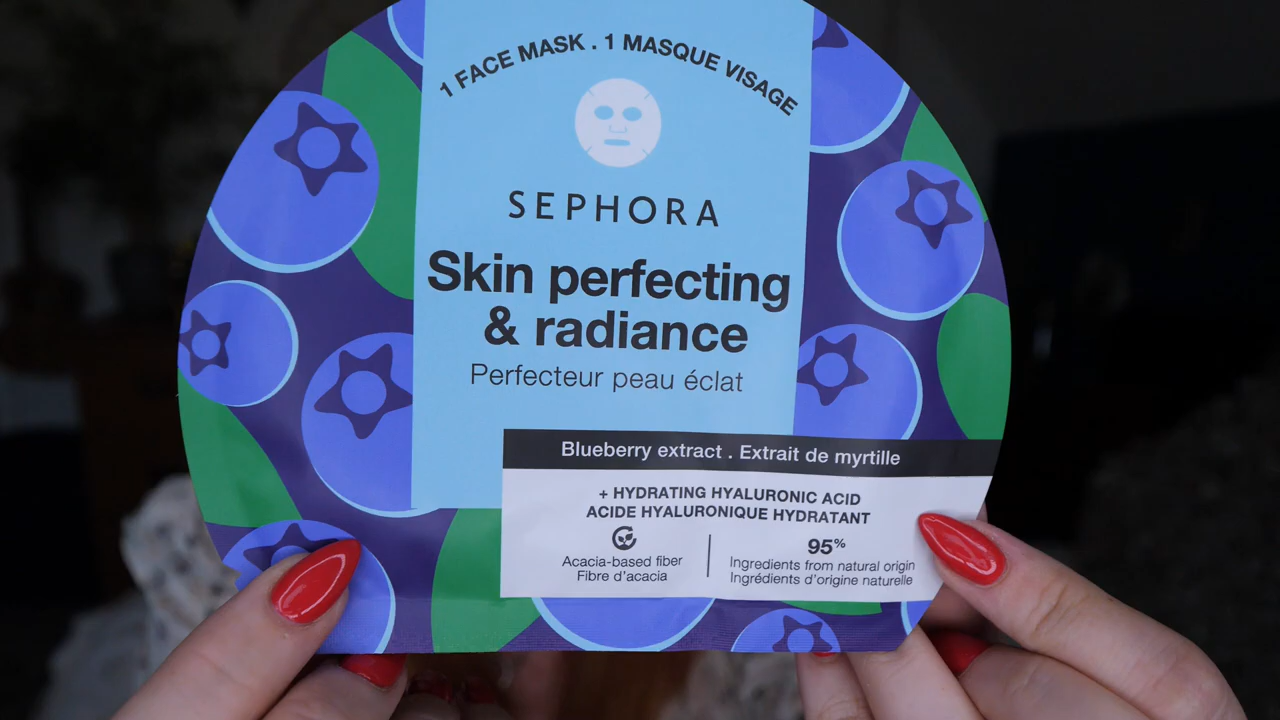 1 FACE MASK . 1 MASQUE VISAGE
SEPHORA
Skin perfecting
& radiance
Perfecteur peau éclat
Blueberry extract . Extrait de myrtille
+ HYDRATING HYALURONIC ACID
ACIDE HYALURONIQUE HYDRATANT
Acacia-based fiber
Fibre d'acacia
95%
Ingredients from natural origin
Ingrédients d'origine naturelle